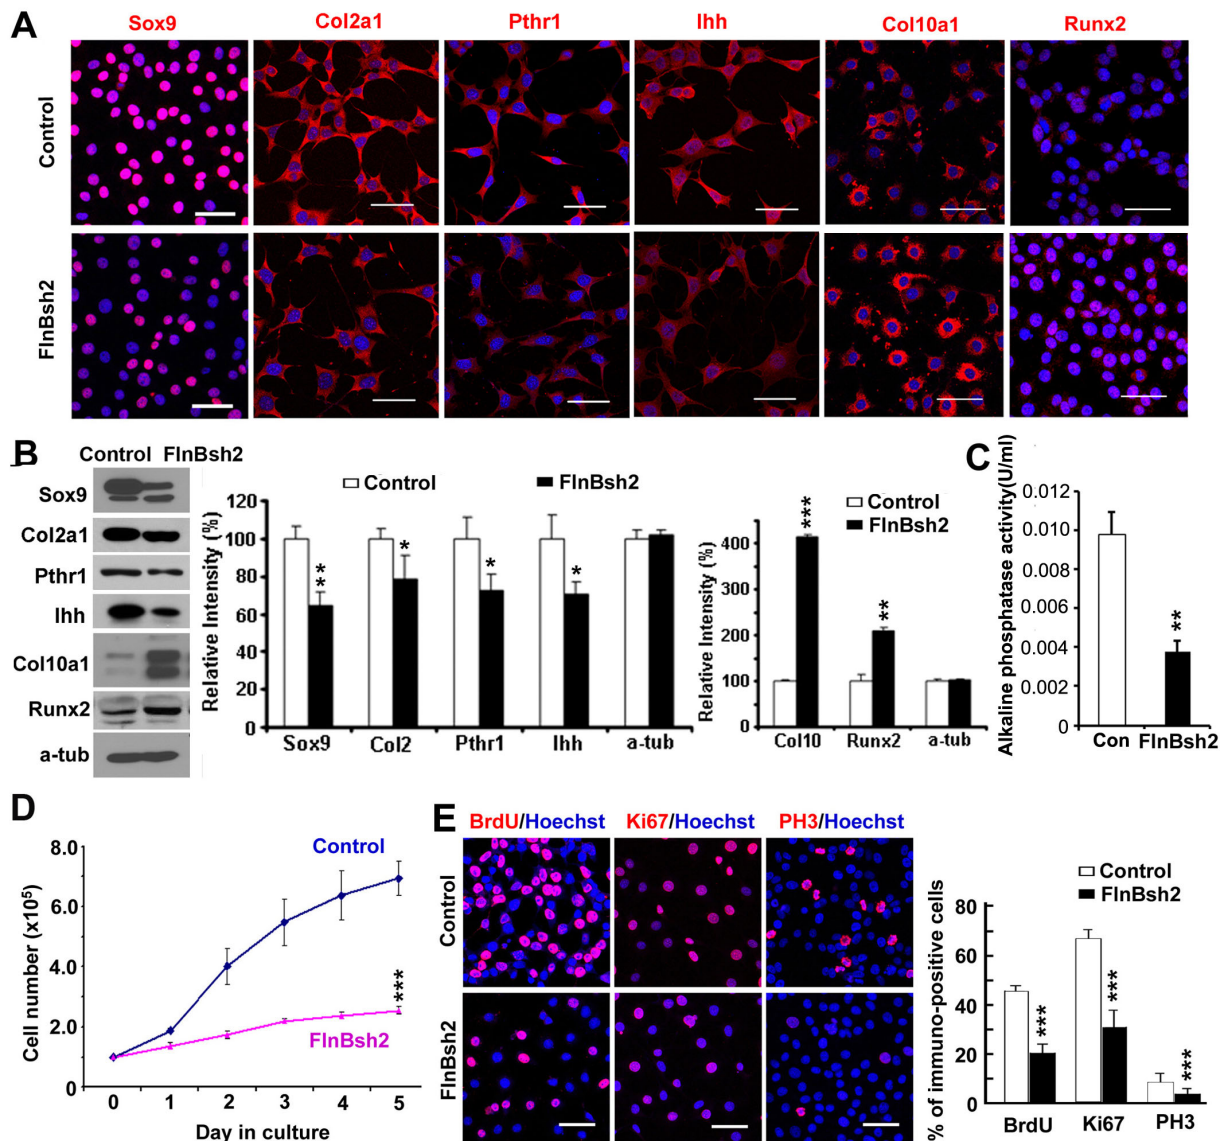 A
Sox9 Col2a1 Pthr1 Ihh Col10a1 Runx2
Control
FlnBsh2
B
Control FlnBsh2
Sox9
Col2a1
Pthr1
Ihh
Col10a1
Runx2
a-tub
Control FlnBsh2
Relative Intensity (%)
120
100
80
60
40
20
0
** * * *
Sox9 Col2 Pthr1 Ihh a-tub
Control
FlnBsh2
Relative Intensity (%)
400
300
200
100
0
*** **
Col10 Runx2 a-tub
C
Alkaline phosphatase activity(U/ml)
0.012
0.010
0.008
0.006
0.004
0.002
0
**
Con FlnBsh2
D
Cell number (x10⁵)
8.0
6.0
4.0
2.0
0
Control
FlnBsh2
***
0 1 2 3 4 5
Day in culture
E
BrdU/Hoechst Ki67/Hoechst PH3/Hoechst
Control
FlnBsh2
Control
FlnBsh2
% of immuno-positive cells
80
60
40
20
0
*** *** ***
BrdU Ki67 PH3